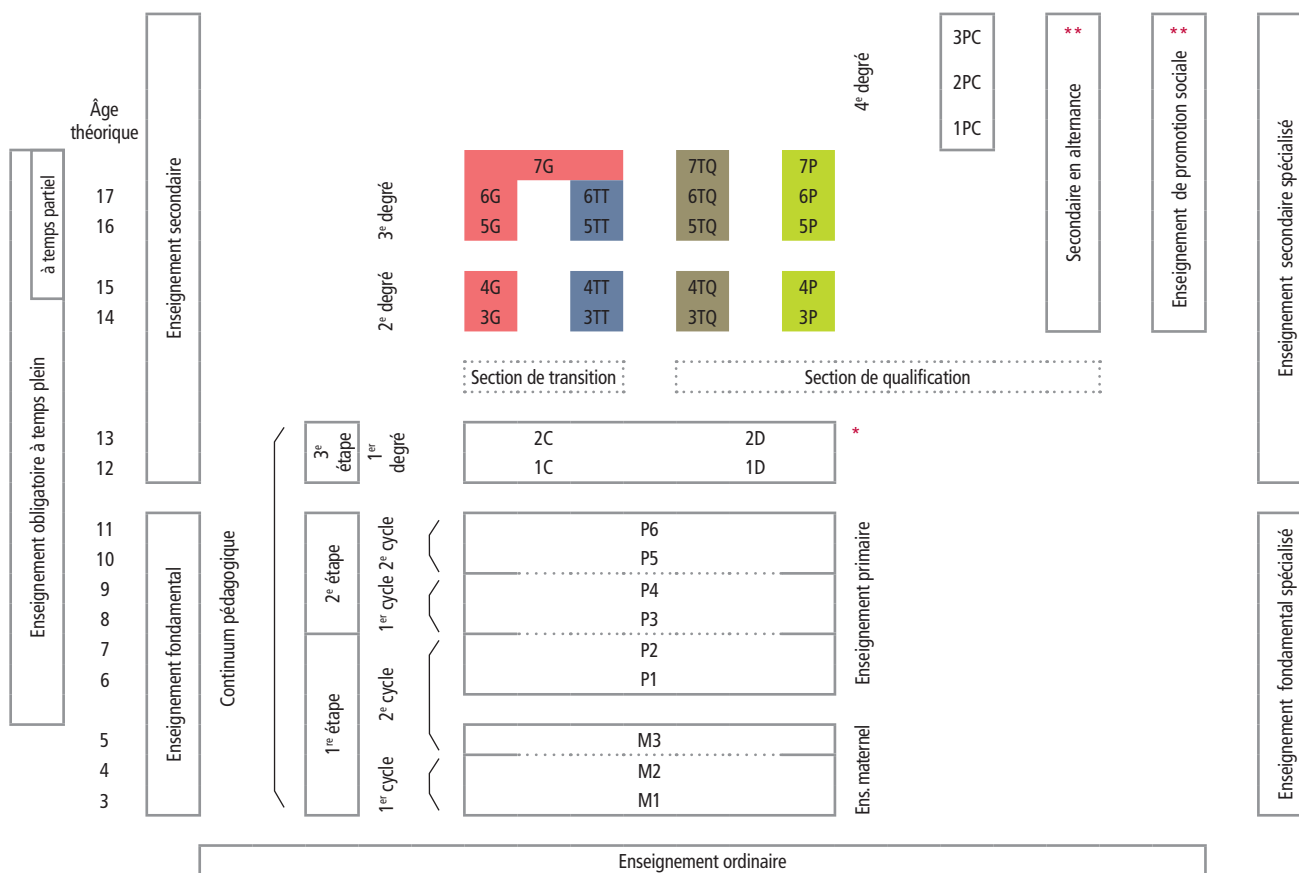 3PC
**
**
2PC
4e degré
1PC
Âge
théorique
à temps partiel
Enseignement secondaire
Secondaire en alternance
Enseignement de promotion sociale
Enseignement secondaire spécialisé
7G
7TQ
7P
17
3e degré
6G
6TT
6TQ
6P
16
5G
5TT
5TQ
5P
15
2e degré
4G
4TT
4TQ
4P
14
3G
3TT
3TQ
3P
Section de transition
Section de qualification
Enseignement obligatoire à temps plein
13
3e
étape
1er
degré
2C
2D
*
12
1C
1D
Enseignement fondamental
Continuum pédagogique
11
2e étape
2e cycle
P6
Enseignement primaire
Enseignement fondamental spécialisé
10
P5
9
1er cycle
P4
8
P3
7
1re étape
2e cycle
P2
6
P1
5
M3
Ens. maternel
4
1er cycle
M2
3
M1
Enseignement ordinaire